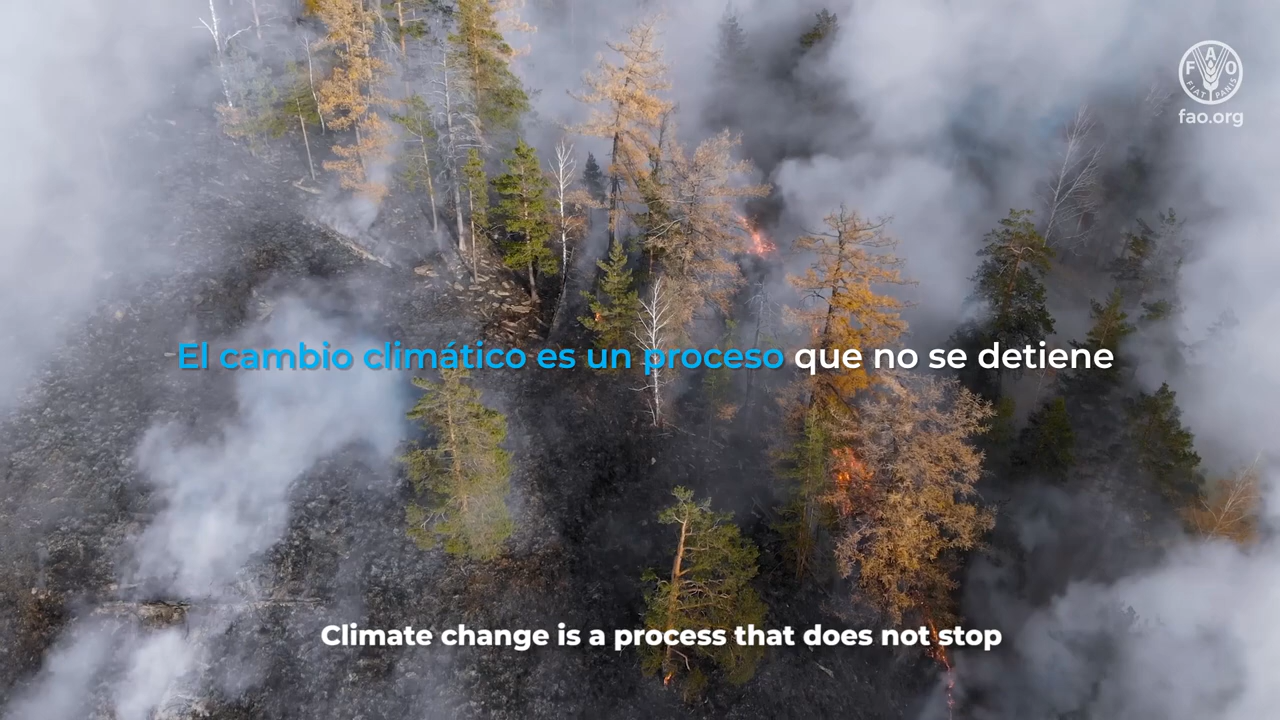 FAO
FIAT PANIS
fao.org
El cambio climático es un proceso que no se detiene
Climate change is a process that does not stop